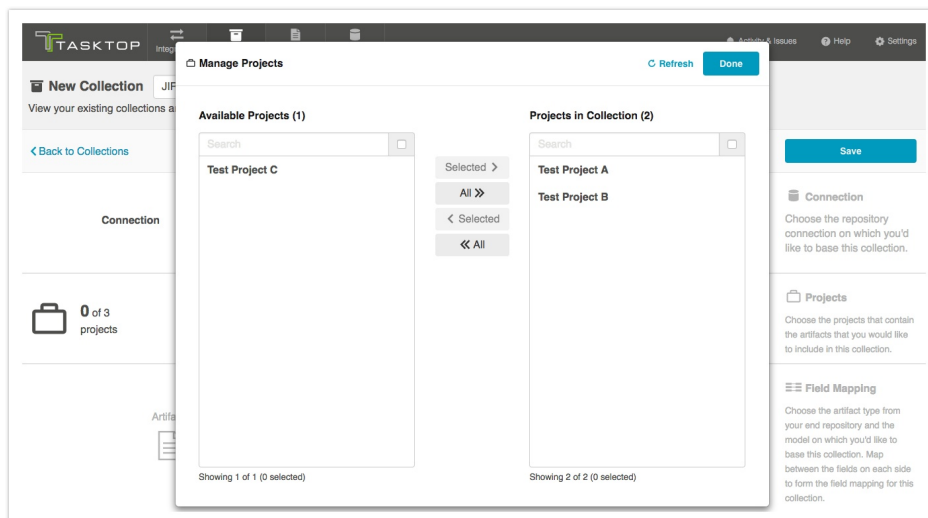 TASKTOP
Activity & Issues
Help
Settings
New Collection
View your existing collections a
Back to Collections
Save
Manage Projects
Refresh
Done
Available Projects (1)
Search
Test Project C
Showing 1 of 1 (0 selected)
Selected
All
Selected
All
Projects in Collection (2)
Search
Test Project A
Test Project B
Showing 2 of 2 (0 selected)
Connection
0 of 3
projects
Connection
Choose the repository
connection on which you'd
like to base this collection.
Projects
Choose the projects that contain
the artifacts that you would like
to include in this collection.
Field Mapping
Choose the artifact type from
your end repository and the
model on which you'd like to
base this collection. Map
between the fields on each side
to form the field mapping for this
collection.